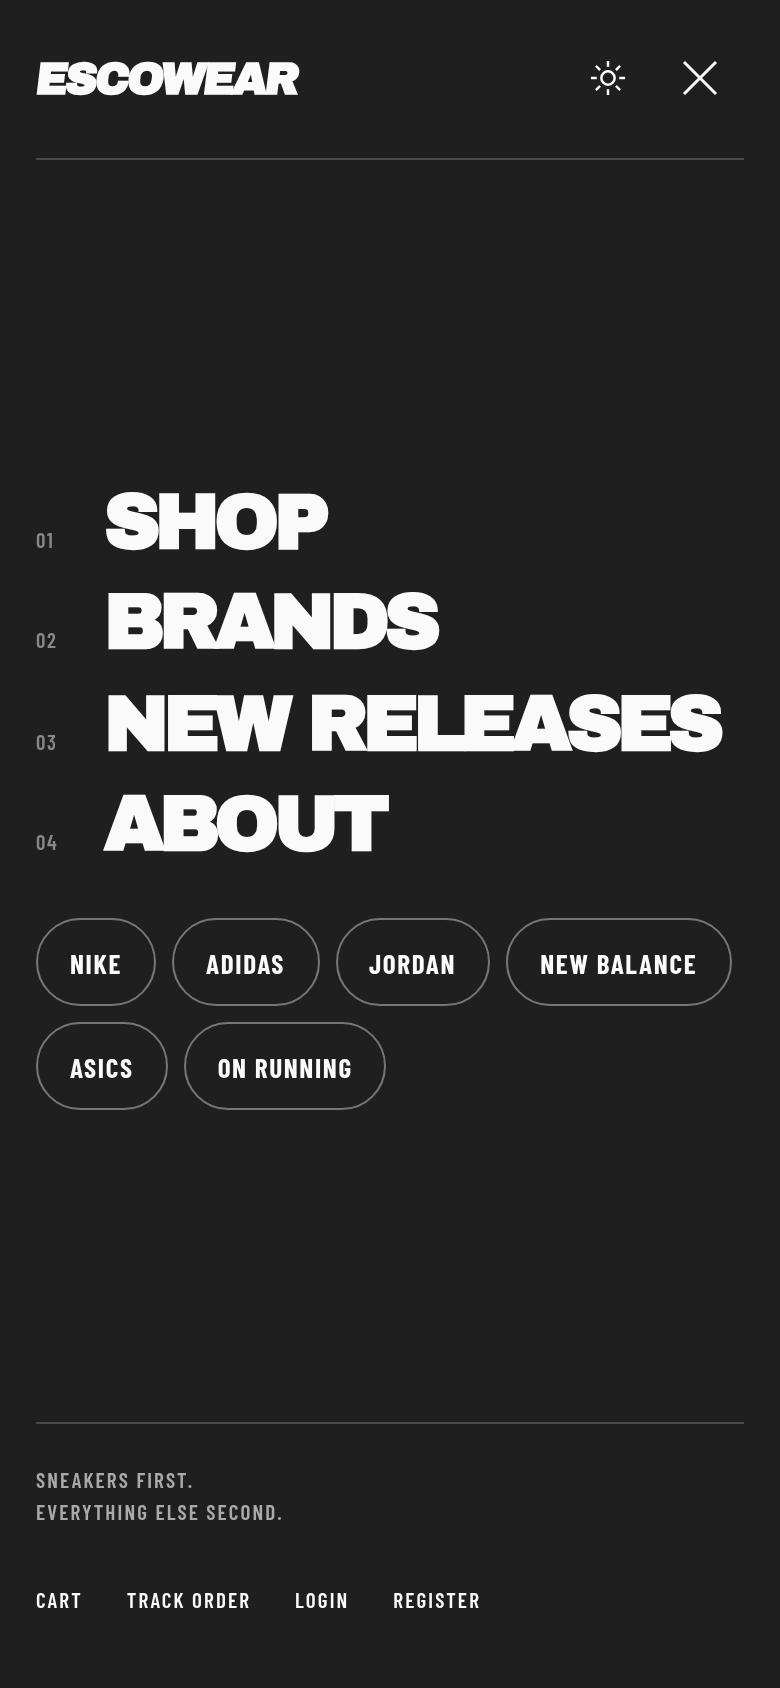 ESCOWEAR
01 SHOP
02 BRANDS
03 NEW RELEASES
04 ABOUT
NIKE ADIDAS JORDAN NEW BALANCE
ASICS ON RUNNING
SNEAKERS FIRST.
EVERYTHING ELSE SECOND.
CART TRACK ORDER LOGIN REGISTER